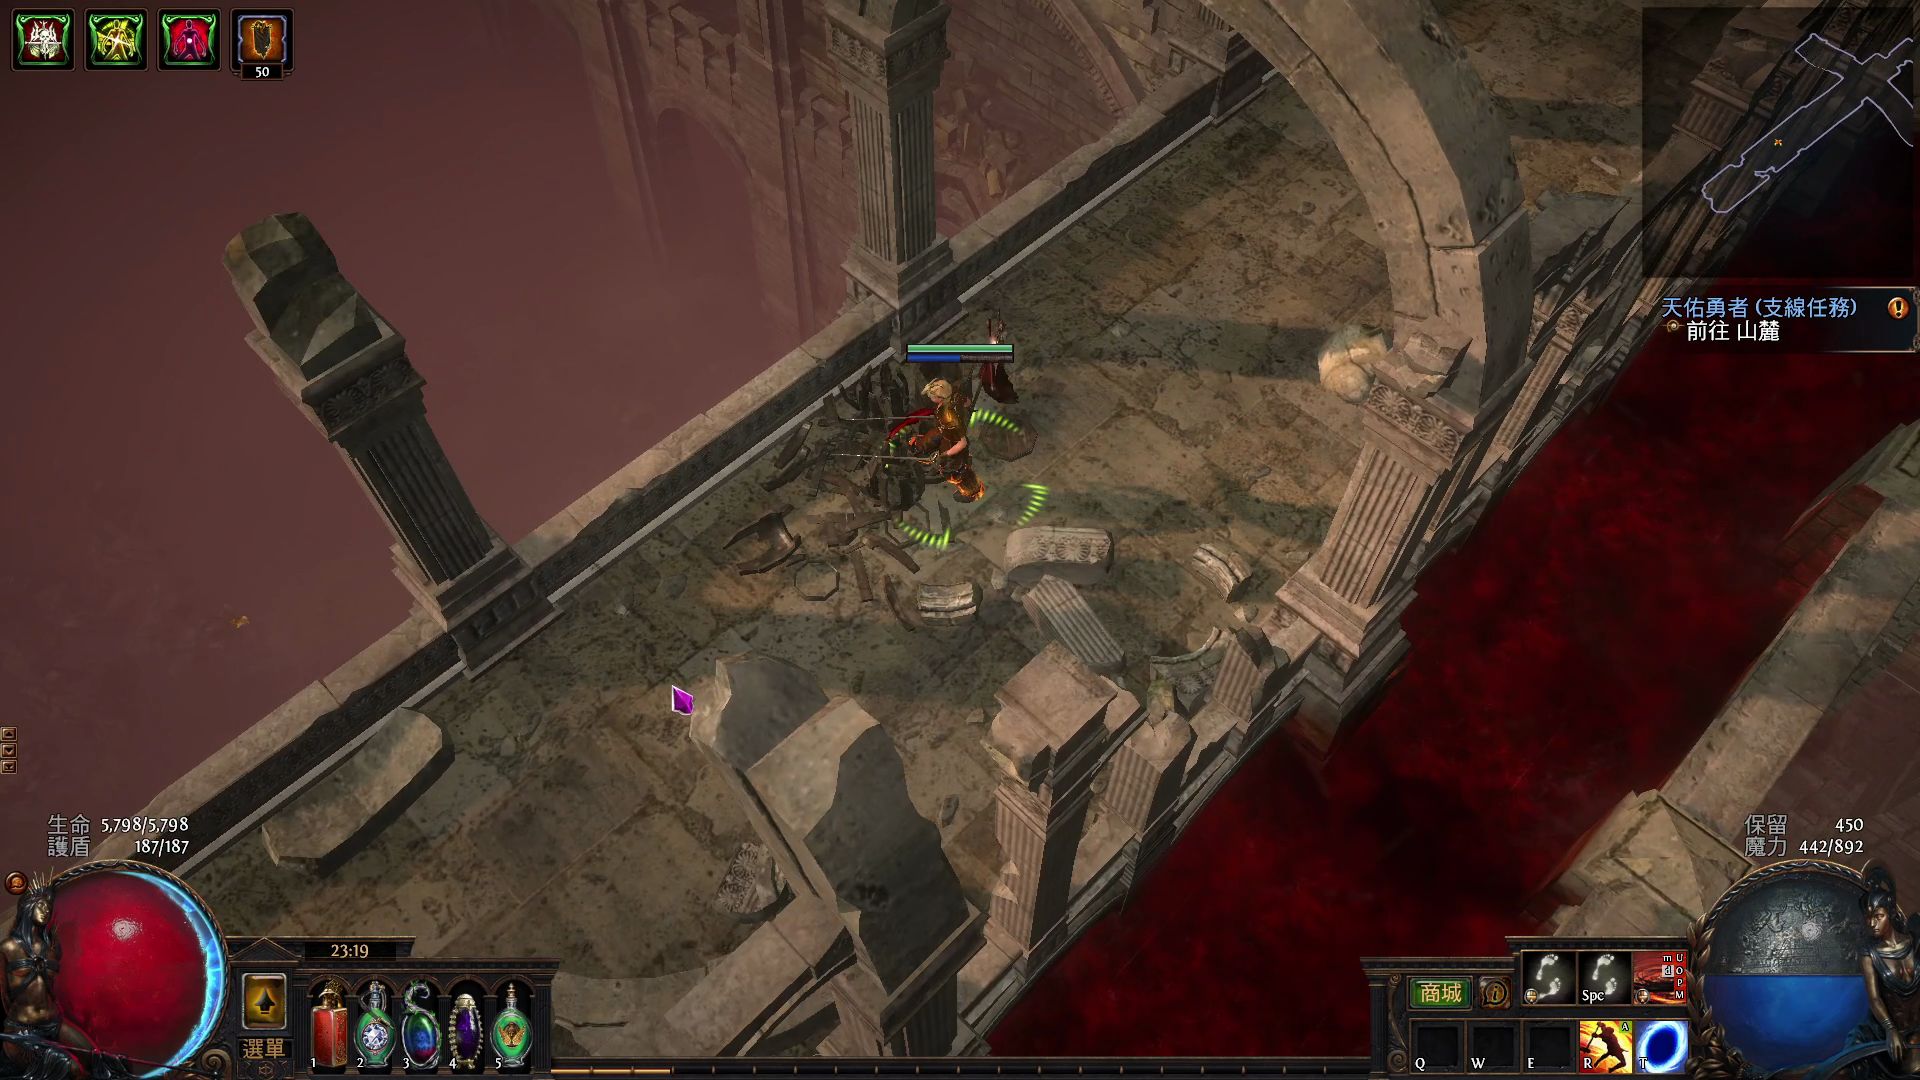 50
天佑勇者 (支線任務)
前往 山麓
生命 5,798/5,798
護盾 187/187
保留 450
魔力 442/892
23:19
選單
1
2
3
4
5
商城
Spc
m U
d O
P
M
Q
W
E
R
A
T